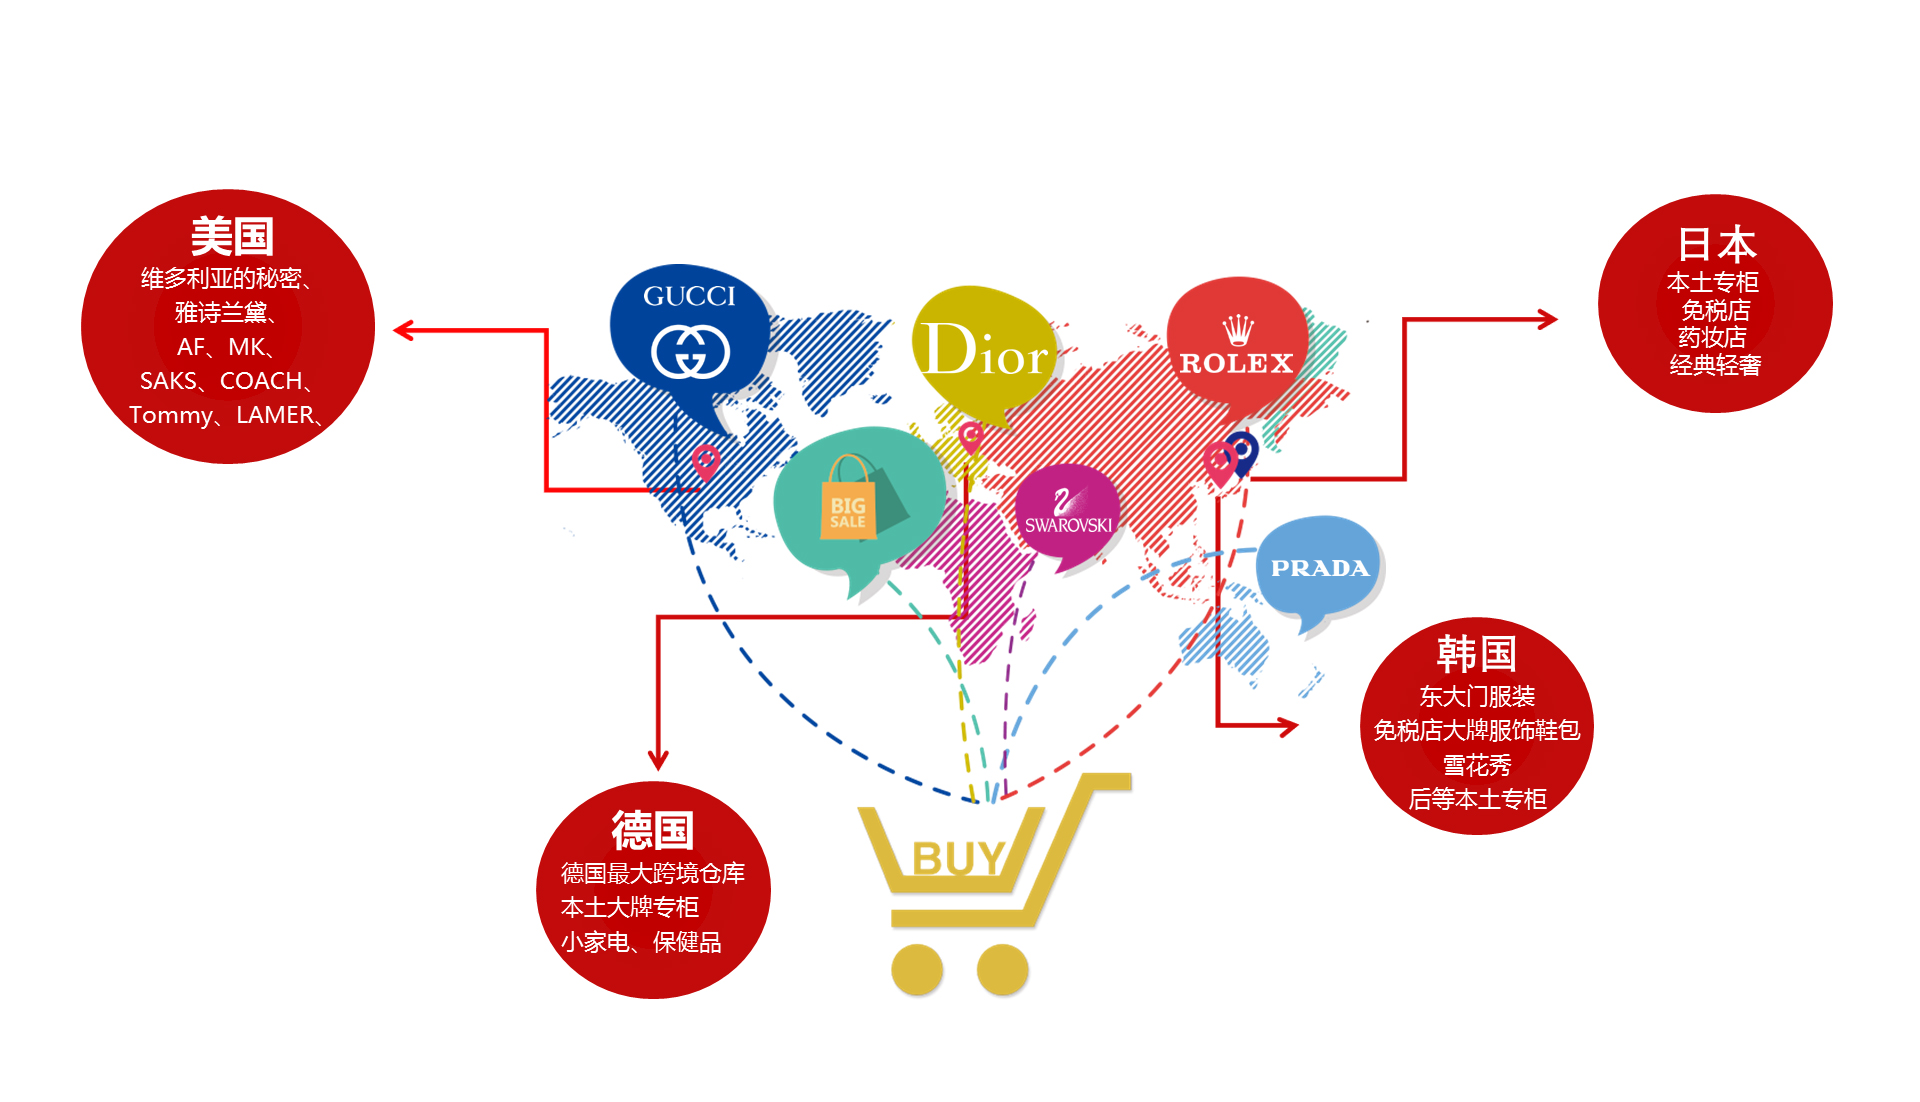 美国
维多利亚的秘密、
雅诗兰黛、
AF、MK、
SAKS、COACH、
Tommy、LAMER、
GUCCI
Dior
ROLEX
日本
本土专柜
免税店
药妆店
经典轻奢
BIG
SALE
SWAROVSKI
PRADA
韩国
东大门服装
免税店大牌服饰鞋包
雪花秀
后等本土专柜
德国
德国最大跨境仓库
本土大牌专柜
小家电、保健品
BUY